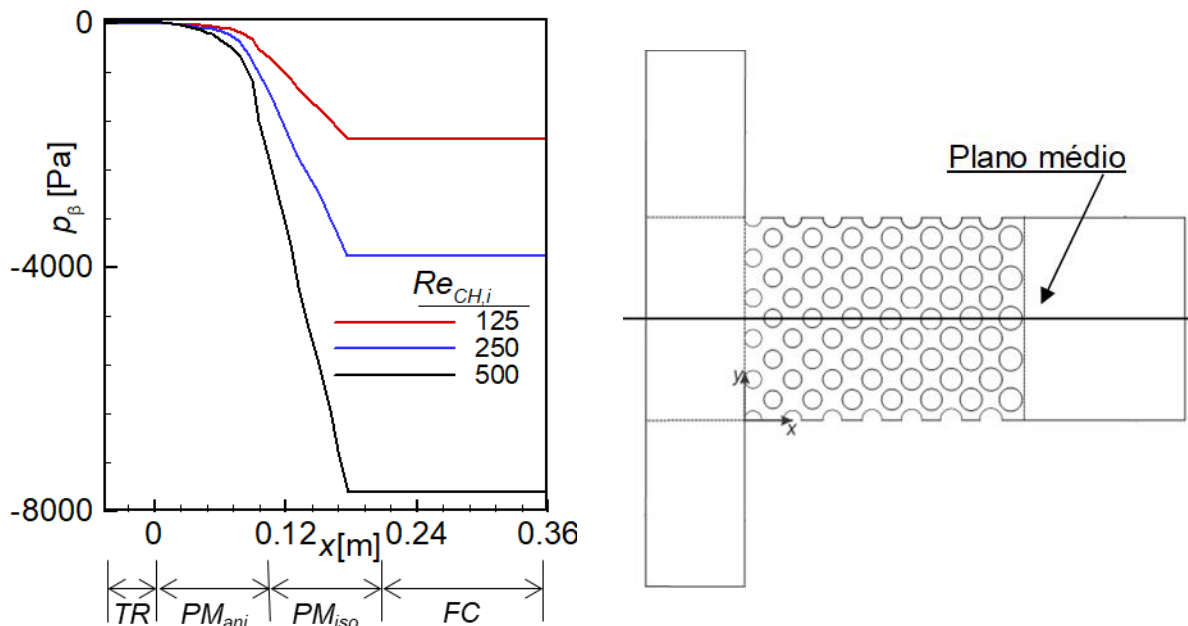 0
-4000
-8000
p_β [Pa]
Re_CH,i
125
250
500
0
0.12
0.24
0.36
x[m]
TR
PM_ani
PM_iso
FC
Plano médio
y
x